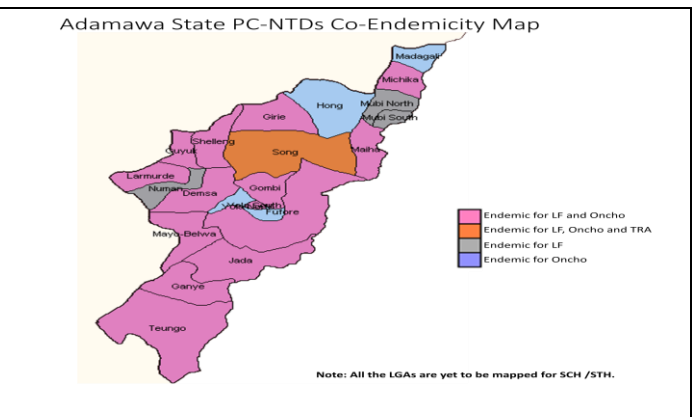 Adamawa State PC-NTDs Co-Endemicity Map
Madagali
Michika
Hong
Mubi North
Mubi South
Girie
Shelleng
Guyuk
Song
Maiha
Larmurde
Numan
Demsa
Gombi
Fufore
Mayo-Belwa
Jada
Ganye
Teungo
Endemic for LF and Oncho
Endemic for LF, Oncho and TRA
Endemic for LF
Endemic for Oncho
Note: All the LGAs are yet to be mapped for SCH /STH.